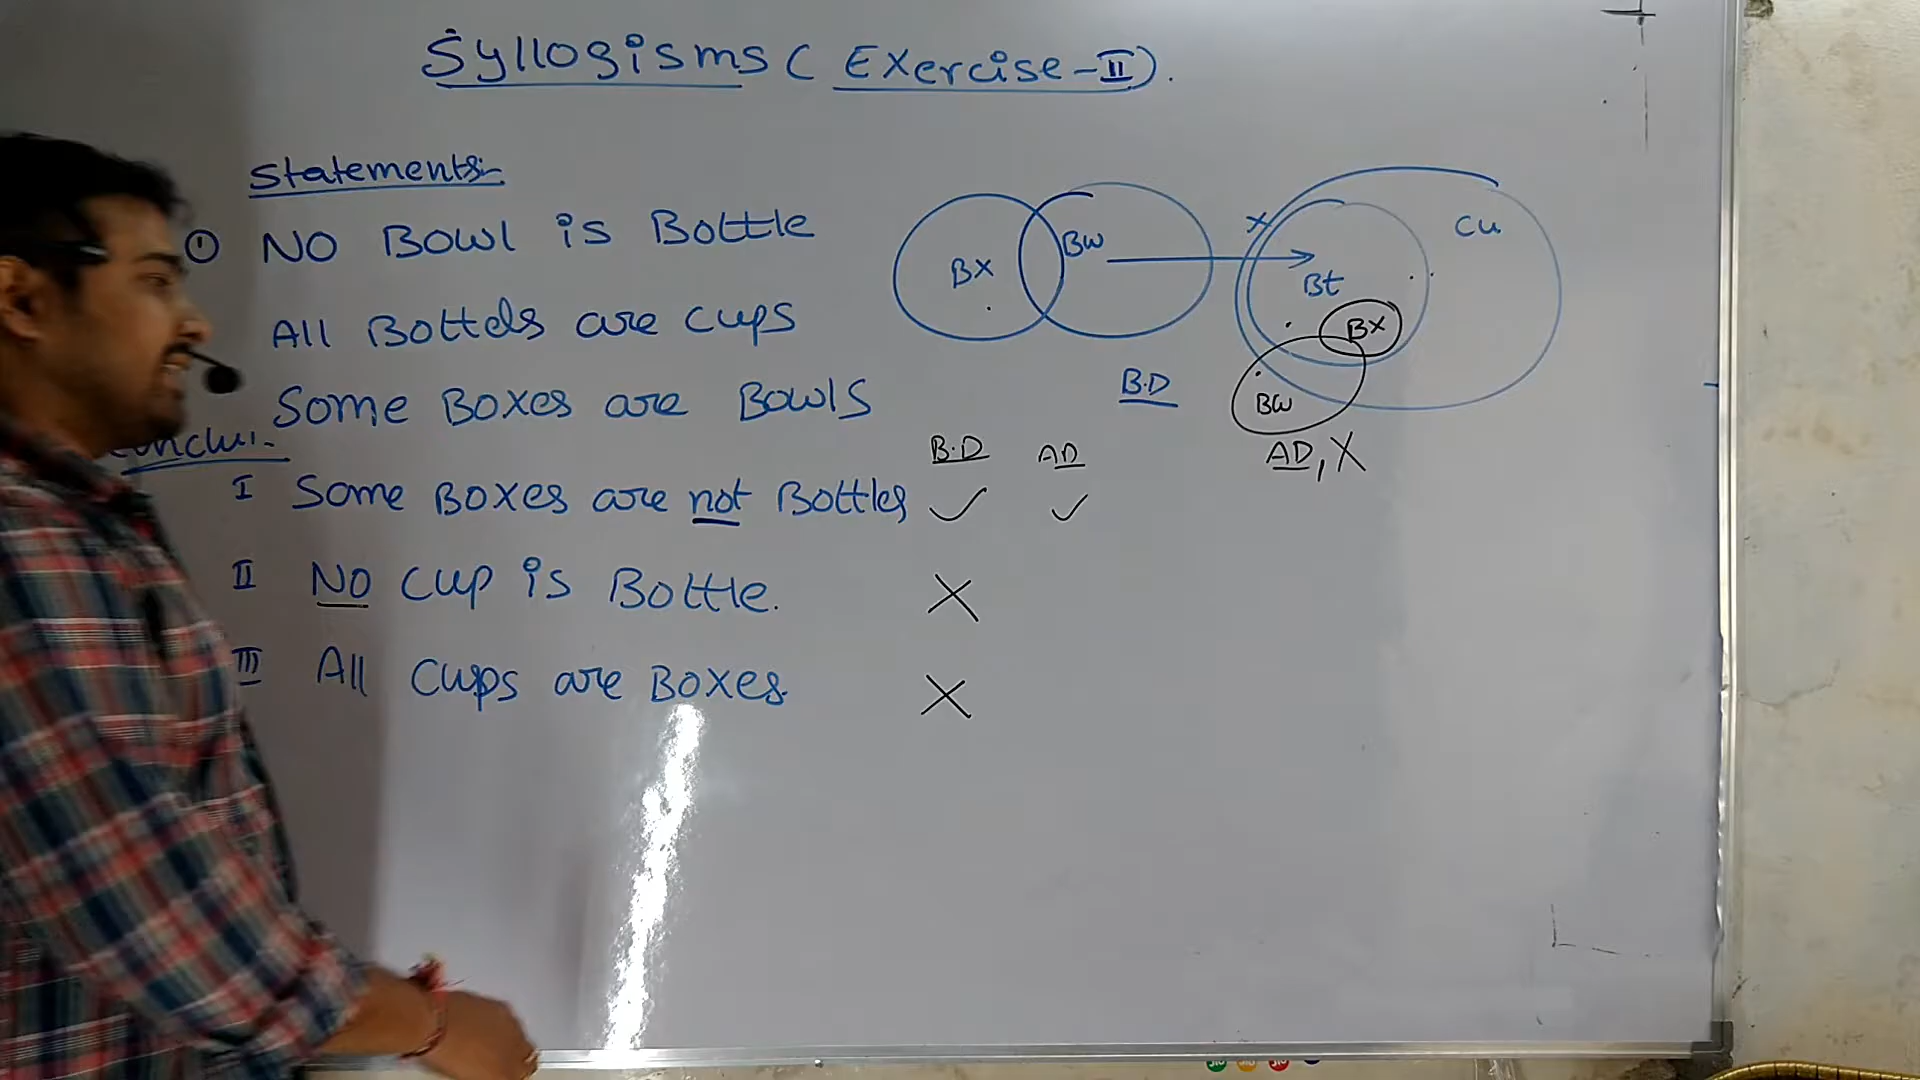 Syllogisms (Exercise-II).
Statements:-
① NO Bowl is Bottle
All Bottels are cups
Some Boxes are Bowls
Conclu:-
I Some Boxes are not Bottles
II NO cup is Bottle.
III All cups are Boxes.
B.D AD
Bx Bw Bt Cu
Bx
Bw
B.D
AD, X